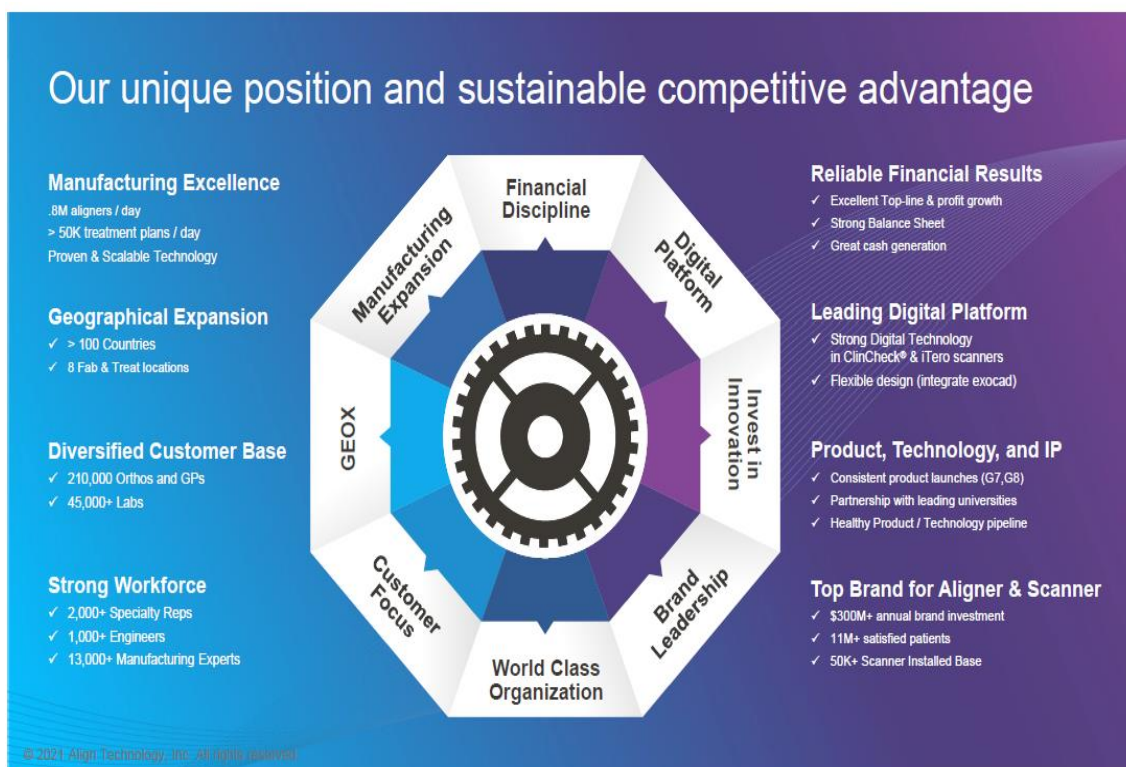 Our unique position and sustainable competitive advantage
Manufacturing Excellence
.8M aligners / day
> 50K treatment plans / day
Proven & Scalable Technology
Geographical Expansion
✓ > 100 Countries
✓ 8 Fab & Treat locations
Diversified Customer Base
✓ 210,000 Orthos and GPs
✓ 45,000+ Labs
Strong Workforce
✓ 2,000+ Specialty Reps
✓ 1,000+ Engineers
✓ 13,000+ Manufacturing Experts
Financial
Discipline
Digital
Platform
Invest in
Innovation
Brand
Leadership
World Class
Organization
Customer
Focus
GEOX
Manufacturing
Expansion
Reliable Financial Results
✓ Excellent Top-line & profit growth
✓ Strong Balance Sheet
✓ Great cash generation
Leading Digital Platform
✓ Strong Digital Technology
in ClinCheck® & iTero scanners
✓ Flexible design (integrate exocad)
Product, Technology, and IP
✓ Consistent product launches (G7,G8)
✓ Partnership with leading universities
✓ Healthy Product / Technology pipeline
Top Brand for Aligner & Scanner
✓ $300M+ annual brand investment
✓ 11M+ satisfied patients
✓ 50K+ Scanner Installed Base
© 2021 Align Technology, Inc. All rights reserved.